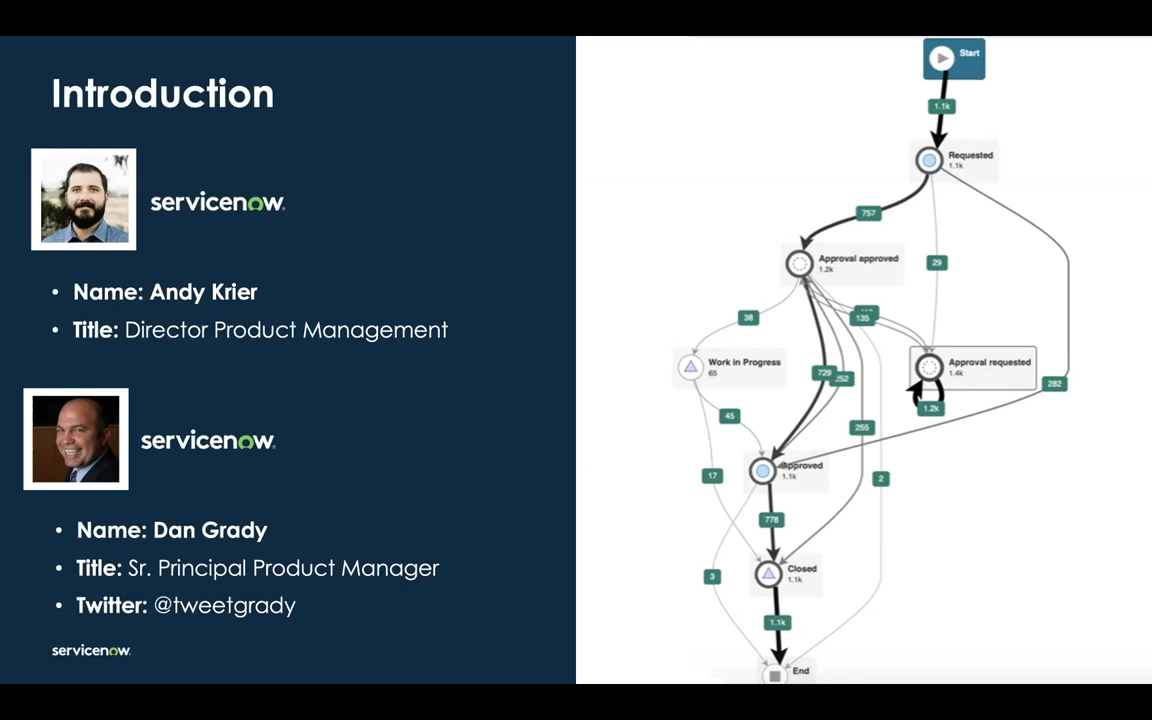 Introduction
servicenow
Name: Andy Krier
Title: Director Product Management
servicenow
Name: Dan Grady
Title: Sr. Principal Product Manager
Twitter: @tweetgrady
servicenow
Start
1.1k
Requested
1.1k
757
Approval approved
1.2k
29
38
135
Work in Progress
65
Approval requested
1.4k
729
252
282
1.2k
45
255
Approved
1.1k
17
2
778
Closed
1.1k
3
1.1k
End